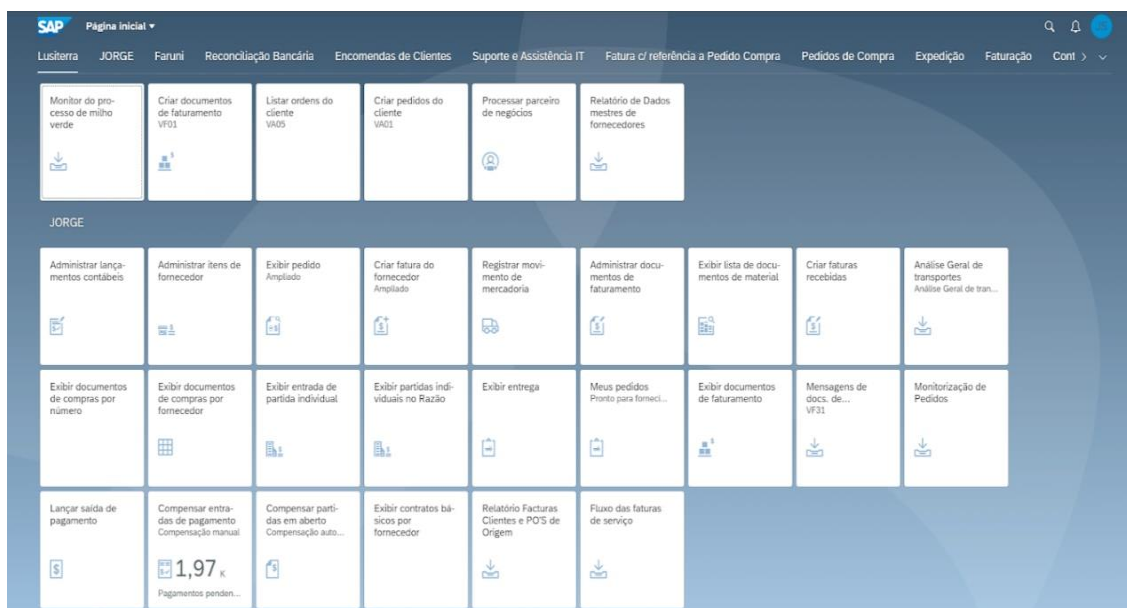 SAP Página inicial ▾
Lusiterra JORGE Faruni Reconciliação Bancária Encomendas de Clientes Suporte e Assistência IT Fatura c/ referência a Pedido Compra Pedidos de Compra Expedição Faturação Cont
Monitor do pro-
cesso de milho
verde
Criar documentos
de faturamento
VF01
Listar ordens do
cliente
VA05
Criar pedidos do
cliente
VA01
Processar parceiro
de negócios
Relatório de Dados
mestres de
fornecedores
JORGE
Administrar lança-
mentos contábeis
Administrar itens de
fornecedor
Exibir pedido
Ampliado
Criar fatura do
fornecedor
Ampliado
Registrar movi-
mento de
mercadoria
Administrar docu-
mentos de
faturamento
Exibir lista de docu-
mentos de material
Criar faturas
recebidas
Análise Geral de
transportes
Análise Geral de tran...
Exibir documentos
de compras por
número
Exibir documentos
de compras por
fornecedor
Exibir entrada de
partida individual
Exibir partidas indi-
viduais no Razão
Exibir entrega
Meus pedidos
Pronto para forneci...
Exibir documentos
de faturamento
Mensagens de
docs. de...
VF31
Monitorização de
Pedidos
Lançar saída de
pagamento
Compensar entra-
das de pagamento
Compensação manual
1,97 K
Pagamentos penden...
Compensar parti-
das em aberto
Compensação auto...
Exibir contratos bá-
sicos por
fornecedor
Relatório Facturas
Clientes e PO'S de
Origem
Fluxo das faturas
de serviço